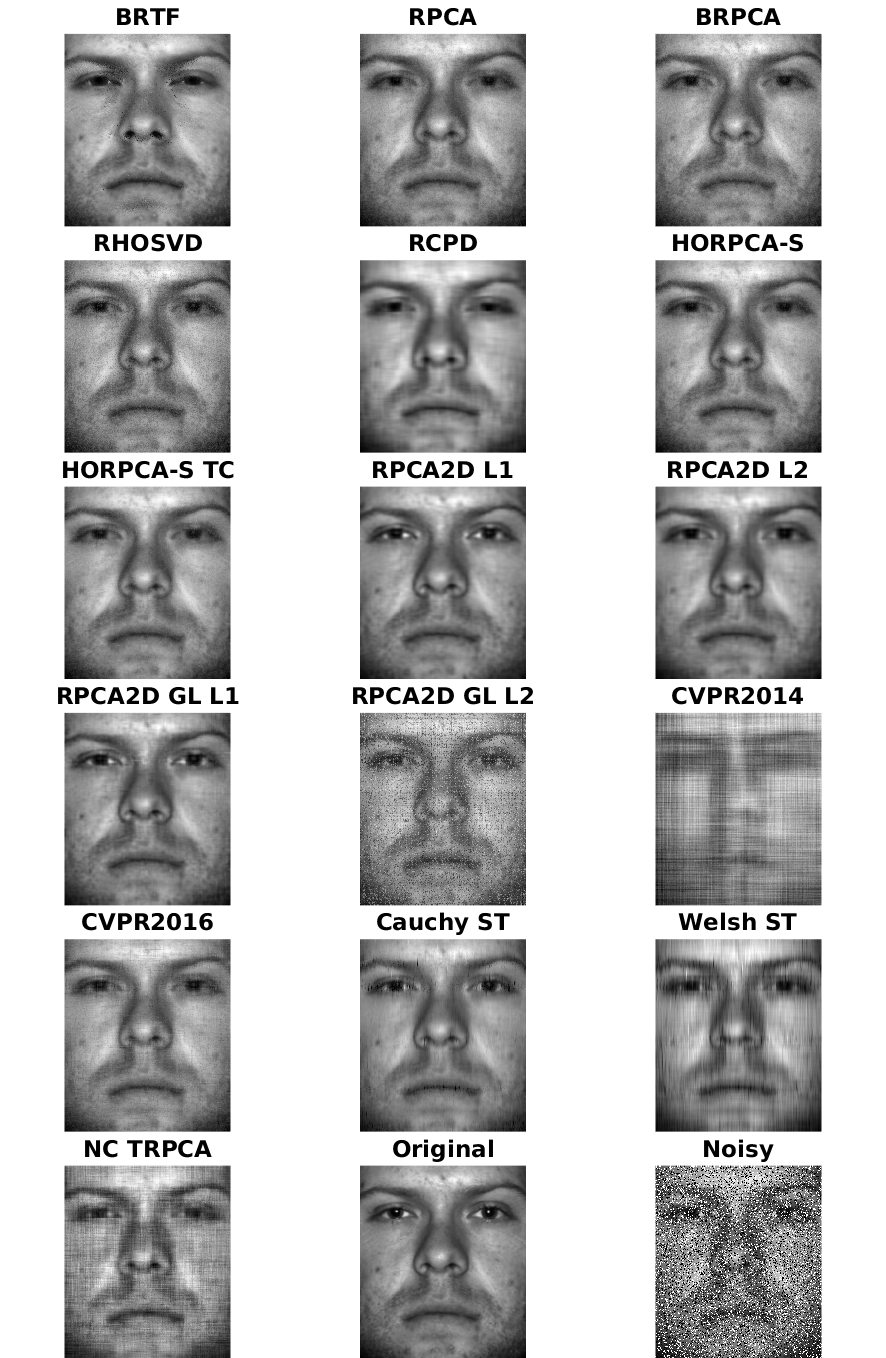 BRTF RPCA BRPCA
RHOSVD RCPD HORPCA-S
HORPCA-S TC RPCA2D L1 RPCA2D L2
RPCA2D GL L1 RPCA2D GL L2 CVPR2014
CVPR2016 Cauchy ST Welsh ST
NC TRPCA Original Noisy